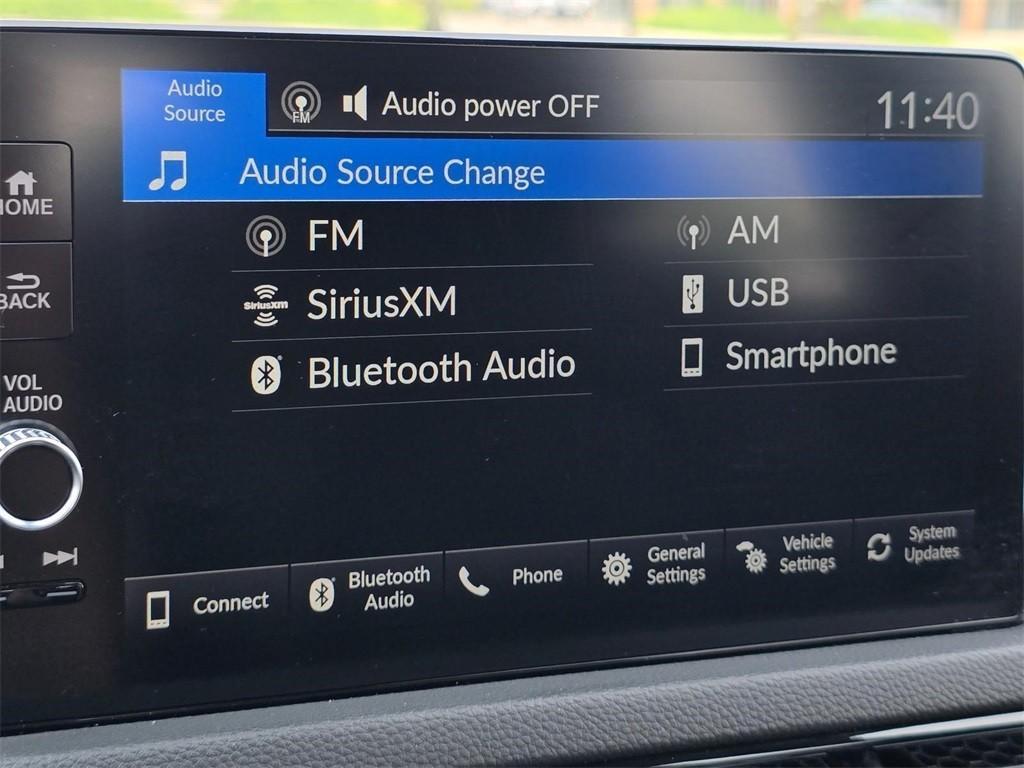 Audio
Source
FM
Audio power OFF
11:40
Audio Source Change
HOME
BACK
VOL
AUDIO
FM
AM
SiriusXM
SiriusXM
USB
Bluetooth Audio
Smartphone
Connect
Bluetooth
Audio
Phone
General
Settings
Vehicle
Settings
System
Updates